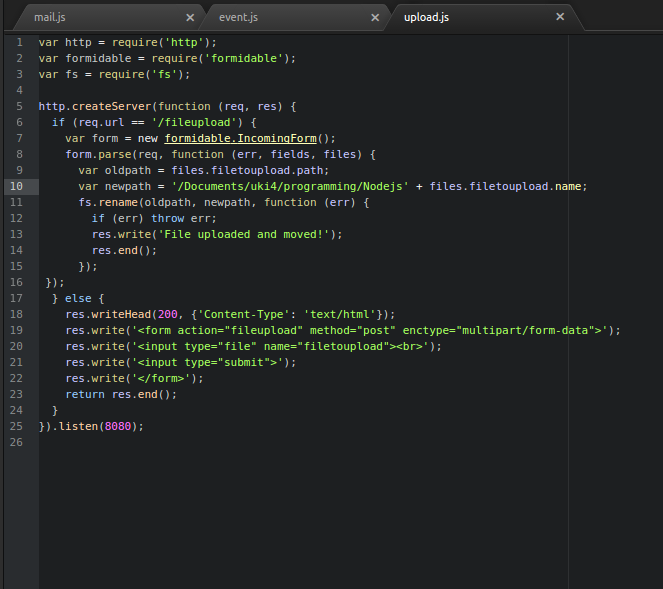 mail.js × event.js × upload.js ×
1 var http = require('http');
2 var formidable = require('formidable');
3 var fs = require('fs');
4
5 http.createServer(function (req, res) {
6   if (req.url == '/fileupload') {
7     var form = new formidable.IncomingForm();
8     form.parse(req, function (err, fields, files) {
9       var oldpath = files.filetoupload.path;
10       var newpath = '/Documents/uki4/programming/Nodejs' + files.filetoupload.name;
11       fs.rename(oldpath, newpath, function (err) {
12         if (err) throw err;
13         res.write('File uploaded and moved!');
14         res.end();
15       });
16  });
17   } else {
18     res.writeHead(200, {'Content-Type': 'text/html'});
19     res.write('<form action="fileupload" method="post" enctype="multipart/form-data">');
20     res.write('<input type="file" name="filetoupload"><br>');
21     res.write('<input type="submit">');
22     res.write('</form>');
23     return res.end();
24   }
25 }).listen(8080);
26